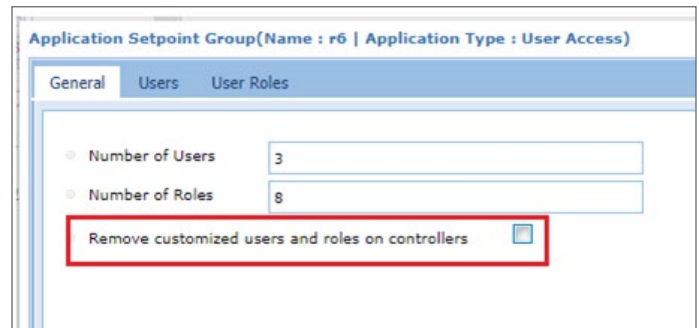 Application Setpoint Group(Name : r6 | Application Type : User Access)
General Users User Roles
Number of Users 3
Number of Roles 8
Remove customized users and roles on controllers